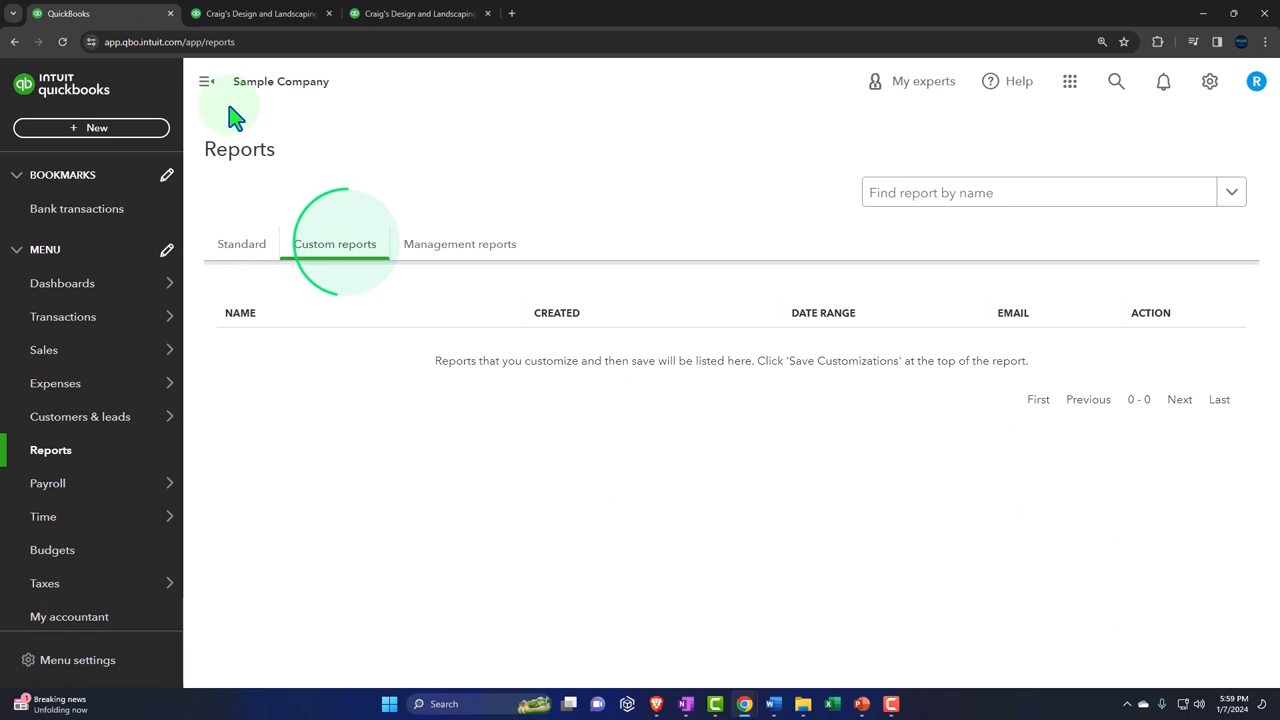 QuickBooks
Craig's Design and Landscaping
Craig's Design and Landscaping
app.qbo.intuit.com/app/reports
INTUIT
quickbooks
Sample Company
My experts
Help
R
+ New
Reports
BOOKMARKS
Find report by name
Bank transactions
Standard
Custom reports
Management reports
MENU
Dashboards
NAME
CREATED
DATE RANGE
EMAIL
ACTION
Transactions
Sales
Reports that you customize and then save will be listed here. Click 'Save Customizations' at the top of the report.
Expenses
First Previous 0 - 0 Next Last
Customers & leads
Reports
Payroll
Time
Budgets
Taxes
My accountant
Menu settings
1
Breaking news
Unfolding now
Search
5:59 PM
1/7/2024